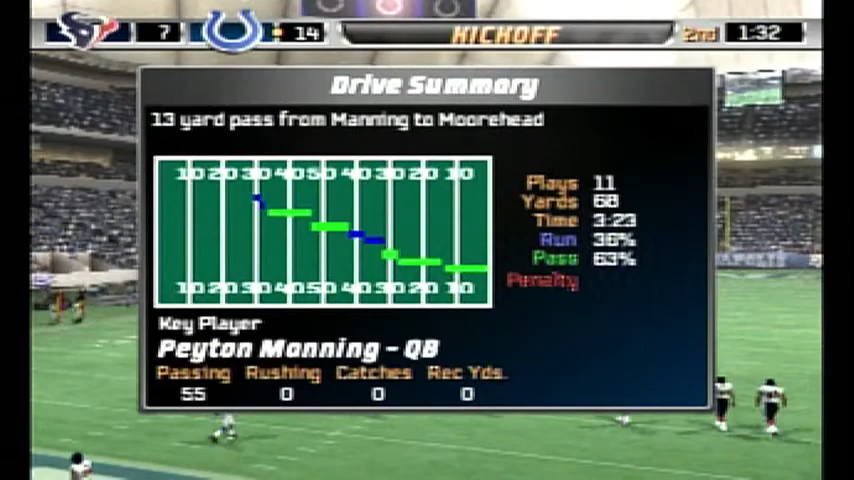 7 14 KICKOFF 2nd 1:32
Drive Summary
13 yard pass from Manning to Moorehead
10 20 30 40 50 40 30 20 10
10 20 30 40 50 40 30 20 10
Plays 11
Yards 68
Time 3:23
Run 36%
Pass 63%
Penalty
Key Player
Peyton Manning - QB
Passing Rushing Catches Rec Yds.
55 0 0 0